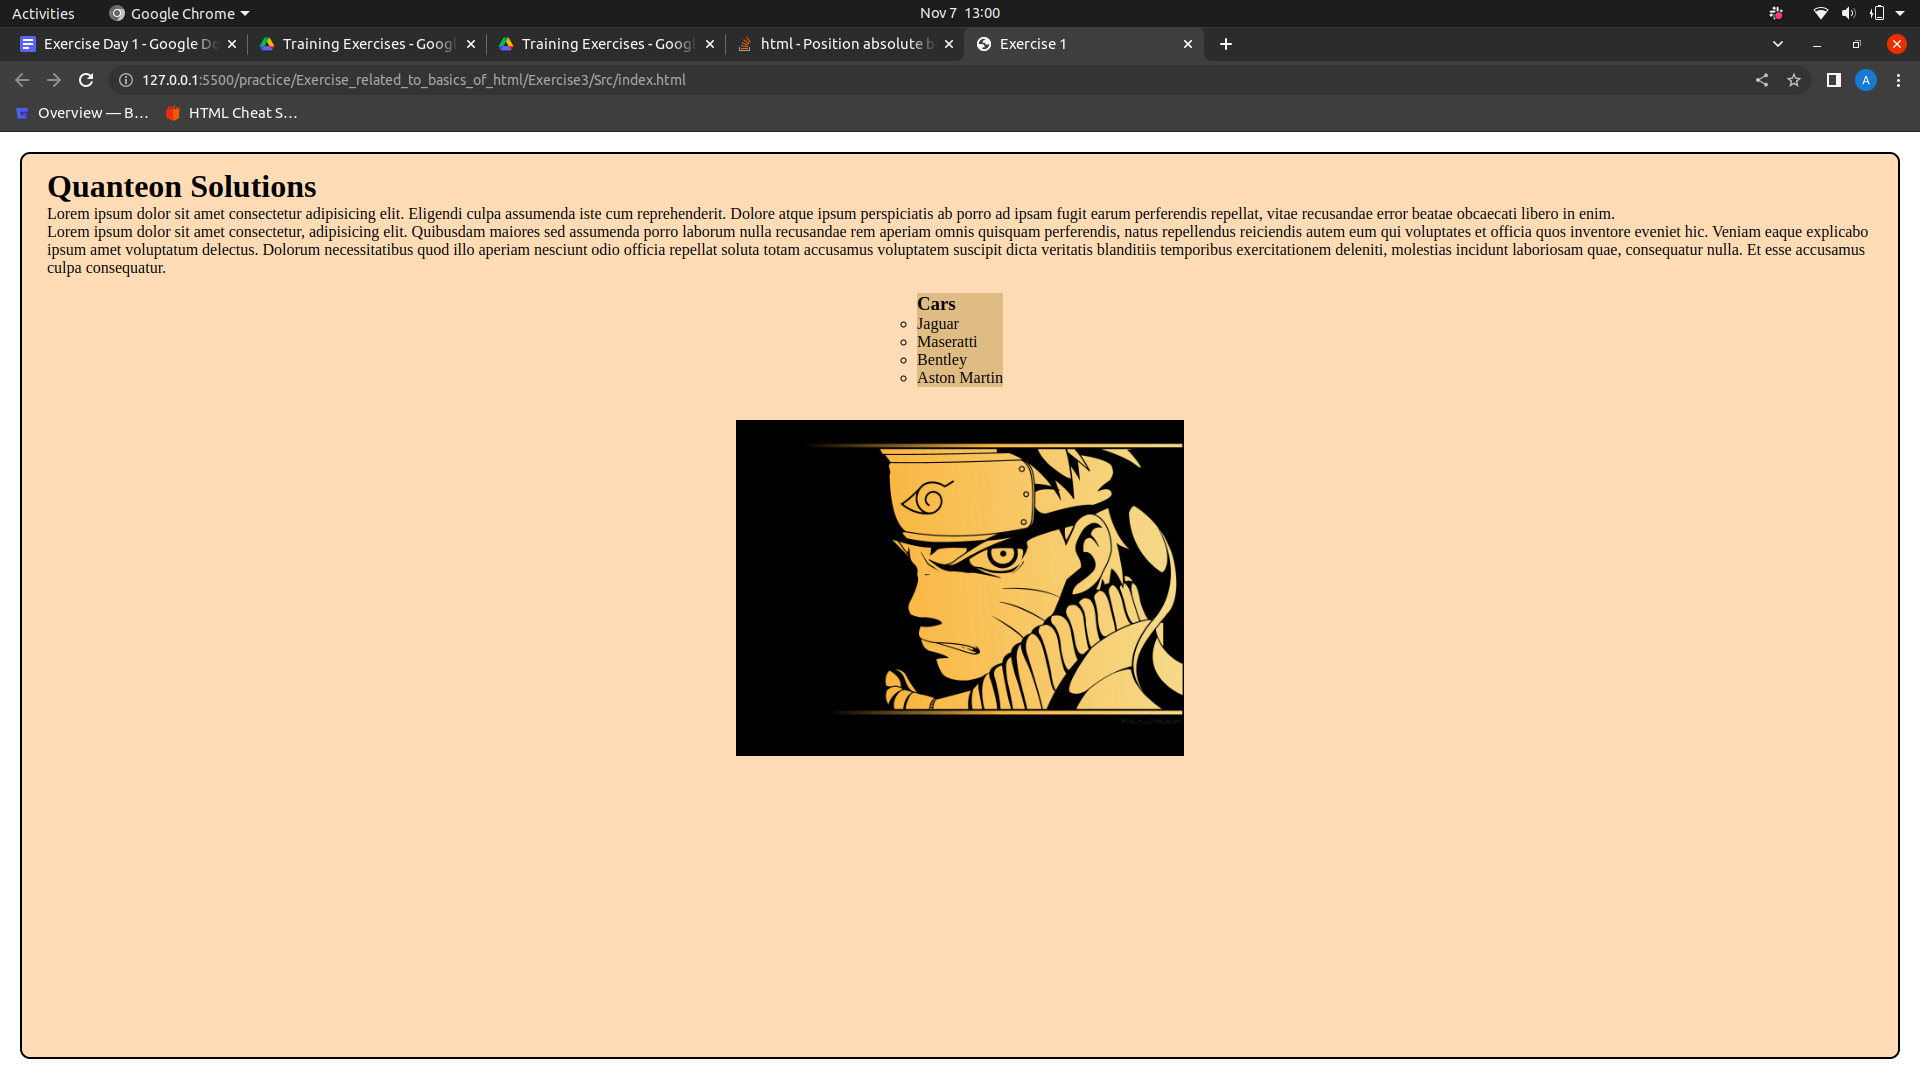 Activities
Google Chrome
Nov 7 13:00
Exercise Day 1 - Google Do
Training Exercises - Googl
Training Exercises - Googl
html - Position absolute b
Exercise 1
127.0.0.1:5500/practice/Exercise_related_to_basics_of_html/Exercise3/Src/index.html
A
Overview — B...
HTML Cheat S...
Quanteon Solutions
Lorem ipsum dolor sit amet consectetur adipisicing elit. Eligendi culpa assumenda iste cum reprehenderit. Dolore atque ipsum perspiciatis ab porro ad ipsam fugit earum perferendis repellat, vitae recusandae error beatae obcaecati libero in enim.
Lorem ipsum dolor sit amet consectetur, adipisicing elit. Quibusdam maiores sed assumenda porro laborum nulla recusandae rem aperiam omnis quisquam perferendis, natus repellendus reiciendis autem eum qui voluptates et officia quos inventore eveniet hic. Veniam eaque explicabo
ipsum amet voluptatum delectus. Dolorum necessitatibus quod illo aperiam nesciunt odio officia repellat soluta totam accusamus voluptatem suscipit dicta veritatis blanditiis temporibus exercitationem deleniti, molestias incidunt laboriosam quae, consequatur nulla. Et esse accusamus
culpa consequatur.
Cars
Jaguar
Maseratti
Bentley
Aston Martin